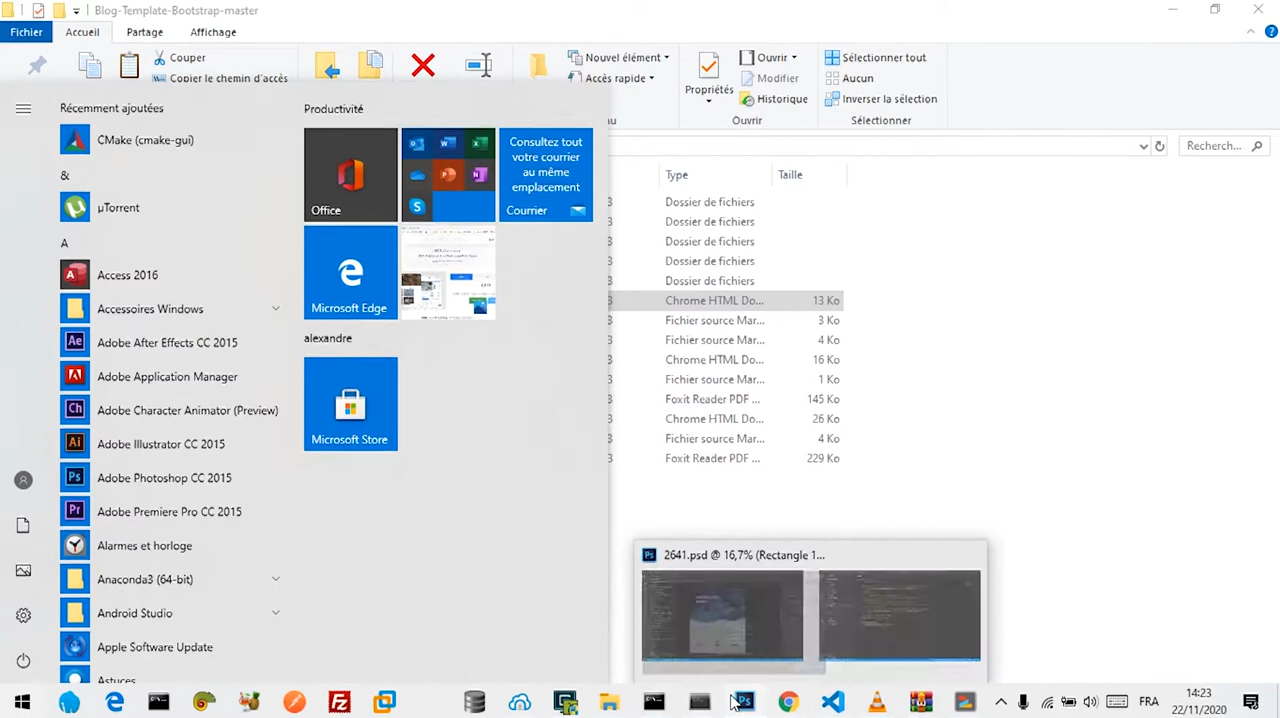 Blog-Template-Bootstrap-master
Fichier
Accueil
Partage
Affichage
Couper
Copier le chemin d'accès
Nouvel élément
Accès rapide
Propriétés
Ouvrir
Modifier
Historique
Ouvrir
Sélectionner tout
Aucun
Inverser la sélection
Sélectionner
Recherch...
Type
Taille
Dossier de fichiers
Dossier de fichiers
Dossier de fichiers
Dossier de fichiers
Dossier de fichiers
Chrome HTML Do... 13 Ko
Fichier source Mar... 3 Ko
Fichier source Mar... 4 Ko
Chrome HTML Do... 16 Ko
Fichier source Mar... 1 Ko
Foxit Reader PDF ... 145 Ko
Chrome HTML Do... 26 Ko
Fichier source Mar... 4 Ko
Foxit Reader PDF ... 229 Ko
Récemment ajoutées
CMake (cmake-gui)
&
µTorrent
A
Access 2016
Accessoires Windows
Adobe After Effects CC 2015
Adobe Application Manager
Adobe Character Animator (Preview)
Adobe Illustrator CC 2015
Adobe Photoshop CC 2015
Adobe Premiere Pro CC 2015
Alarmes et horloge
Anaconda3 (64-bit)
Android Studio
Apple Software Update
Astuces
Productivité
Office
Consultez tout
votre courrier
au même
emplacement
Courrier
Microsoft Edge
alexandre
Microsoft Store
2641.psd @ 16,7% (Rectangle 1...
FRA
14:23
22/11/2020